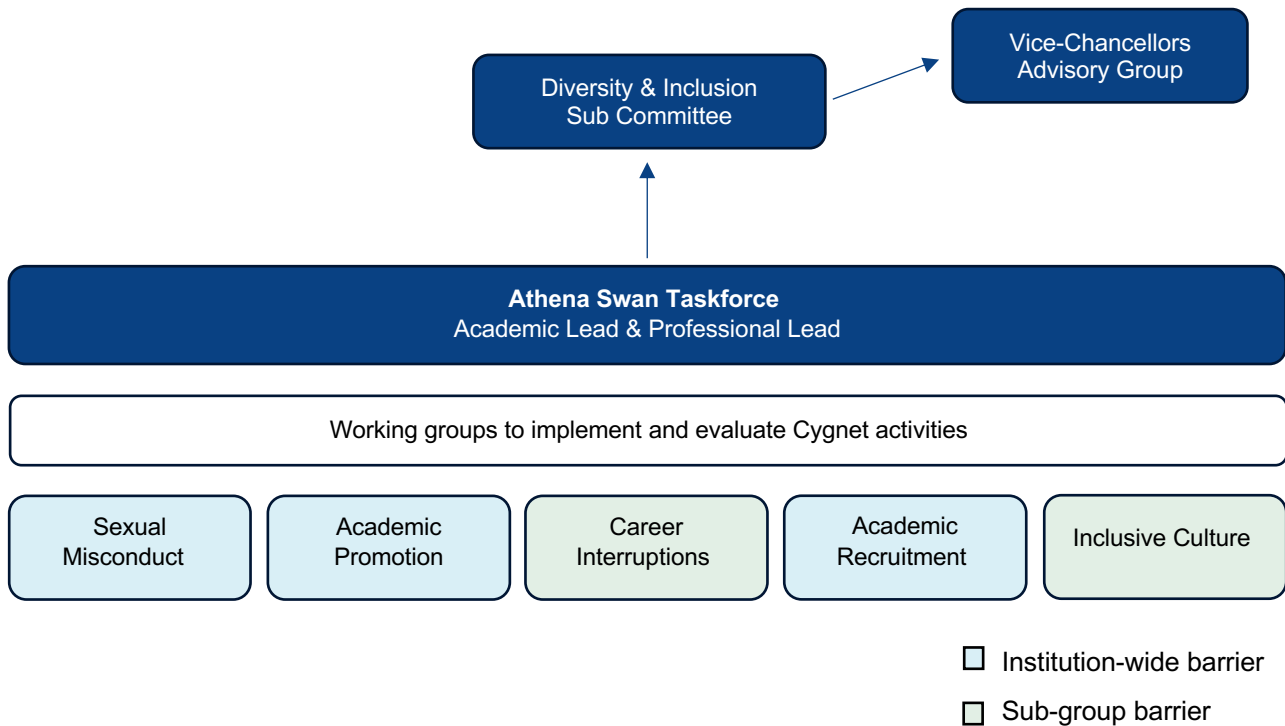 Vice-Chancellors
Advisory Group
Diversity & Inclusion
Sub Committee
Athena Swan Taskforce
Academic Lead & Professional Lead
Working groups to implement and evaluate Cygnet activities
Sexual
Misconduct
Academic
Promotion
Career
Interruptions
Academic
Recruitment
Inclusive Culture
Institution-wide barrier
Sub-group barrier